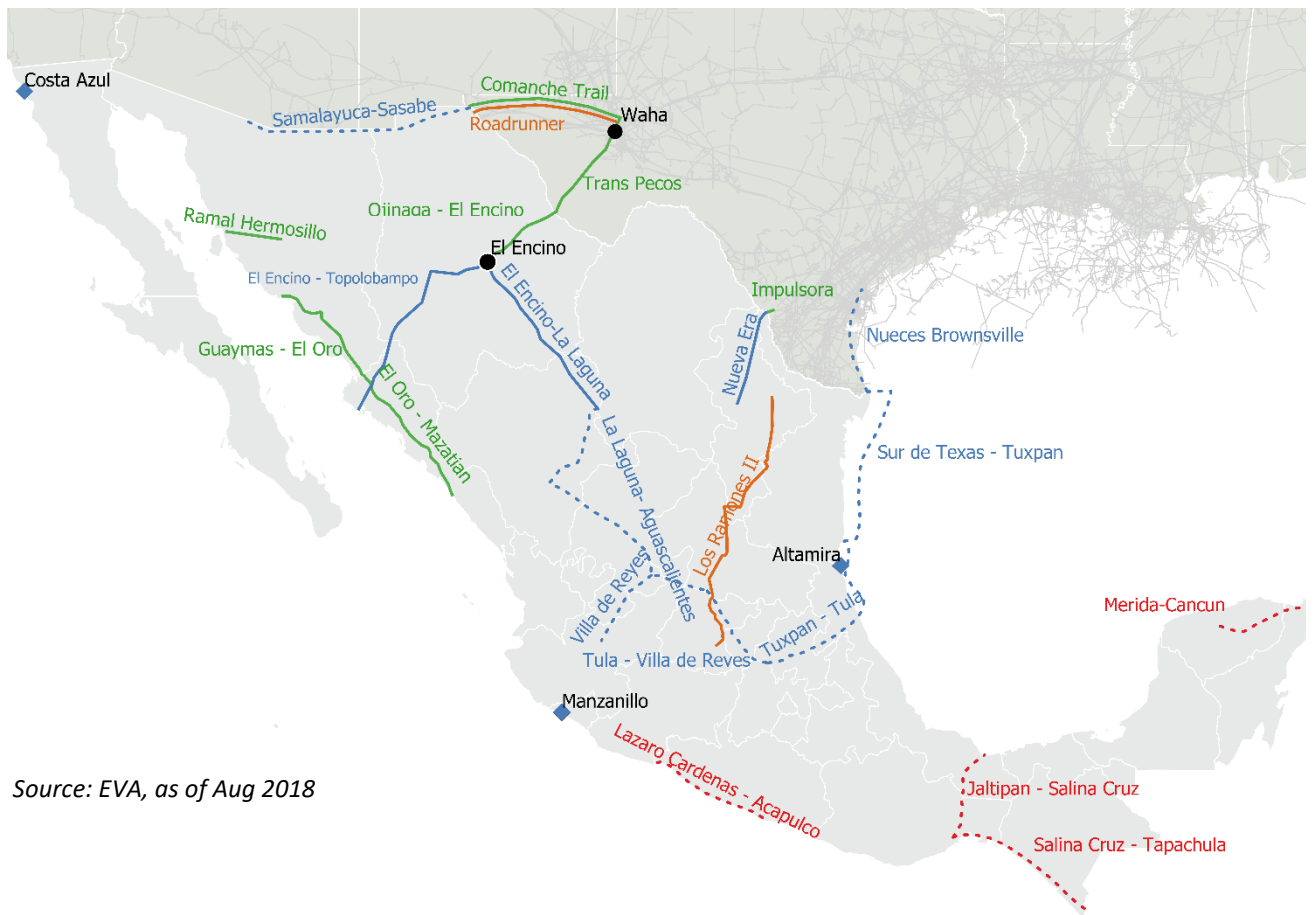 Costa Azul
Comanche Trail
Samalayuca-Sasabe
Roadrunner
Waha
Trans Pecos
Ojinaga - El Encino
Ramal Hermosillo
El Encino
El Encino - Topolobampo
El Encino-La Laguna
Impulsora
Nueva Era
Nueces Brownsville
Guaymas - El Oro
El Oro - Mazatlan
La Laguna- Aguascalientes
Los Ramones II
Sur de Texas - Tuxpan
Altamira
Villa de Reyes
Tuxpan - Tula
Merida-Cancun
Tula - Villa de Reyes
Manzanillo
Lazaro Cardenas - Acapulco
Jaltipan - Salina Cruz
Source: EVA, as of Aug 2018
Salina Cruz - Tapachula